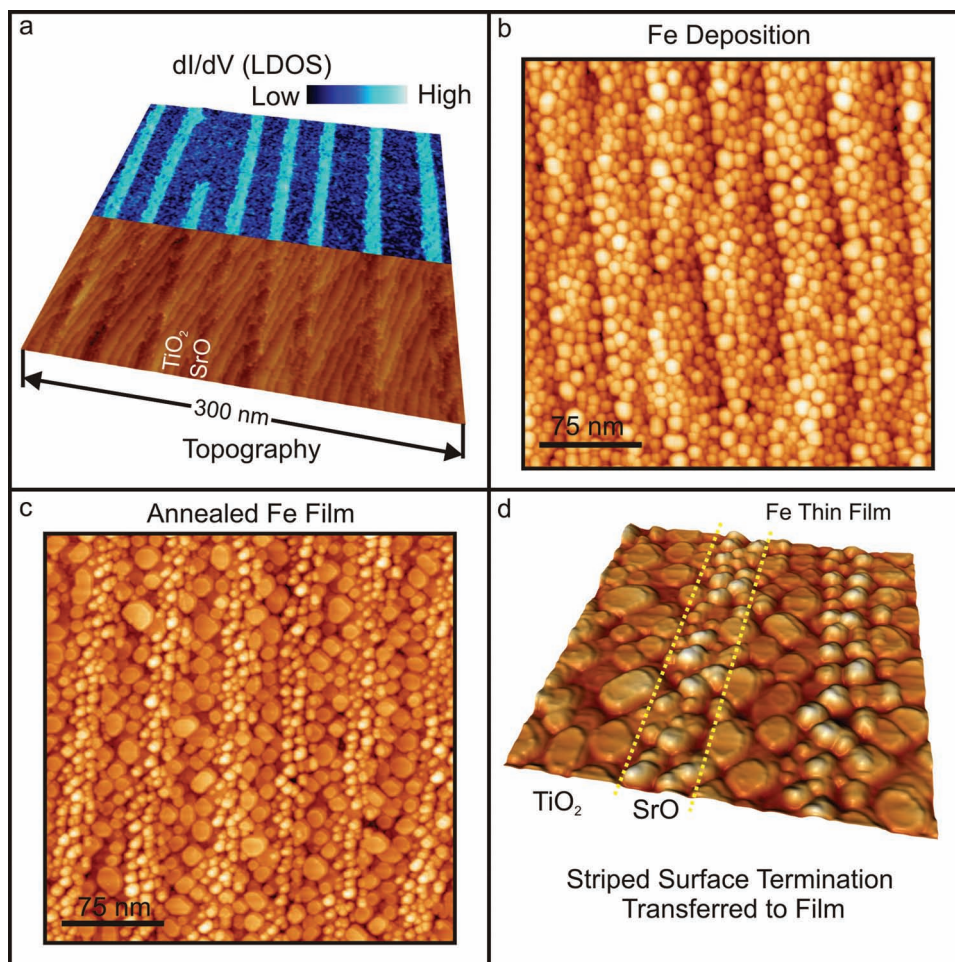 a
dI/dV (LDOS)
Low High
TiO₂
SrO
300 nm
Topography
b
Fe Deposition
75 nm
c
Annealed Fe Film
75 nm
d
Fe Thin Film
TiO₂
SrO
Striped Surface Termination
Transferred to Film